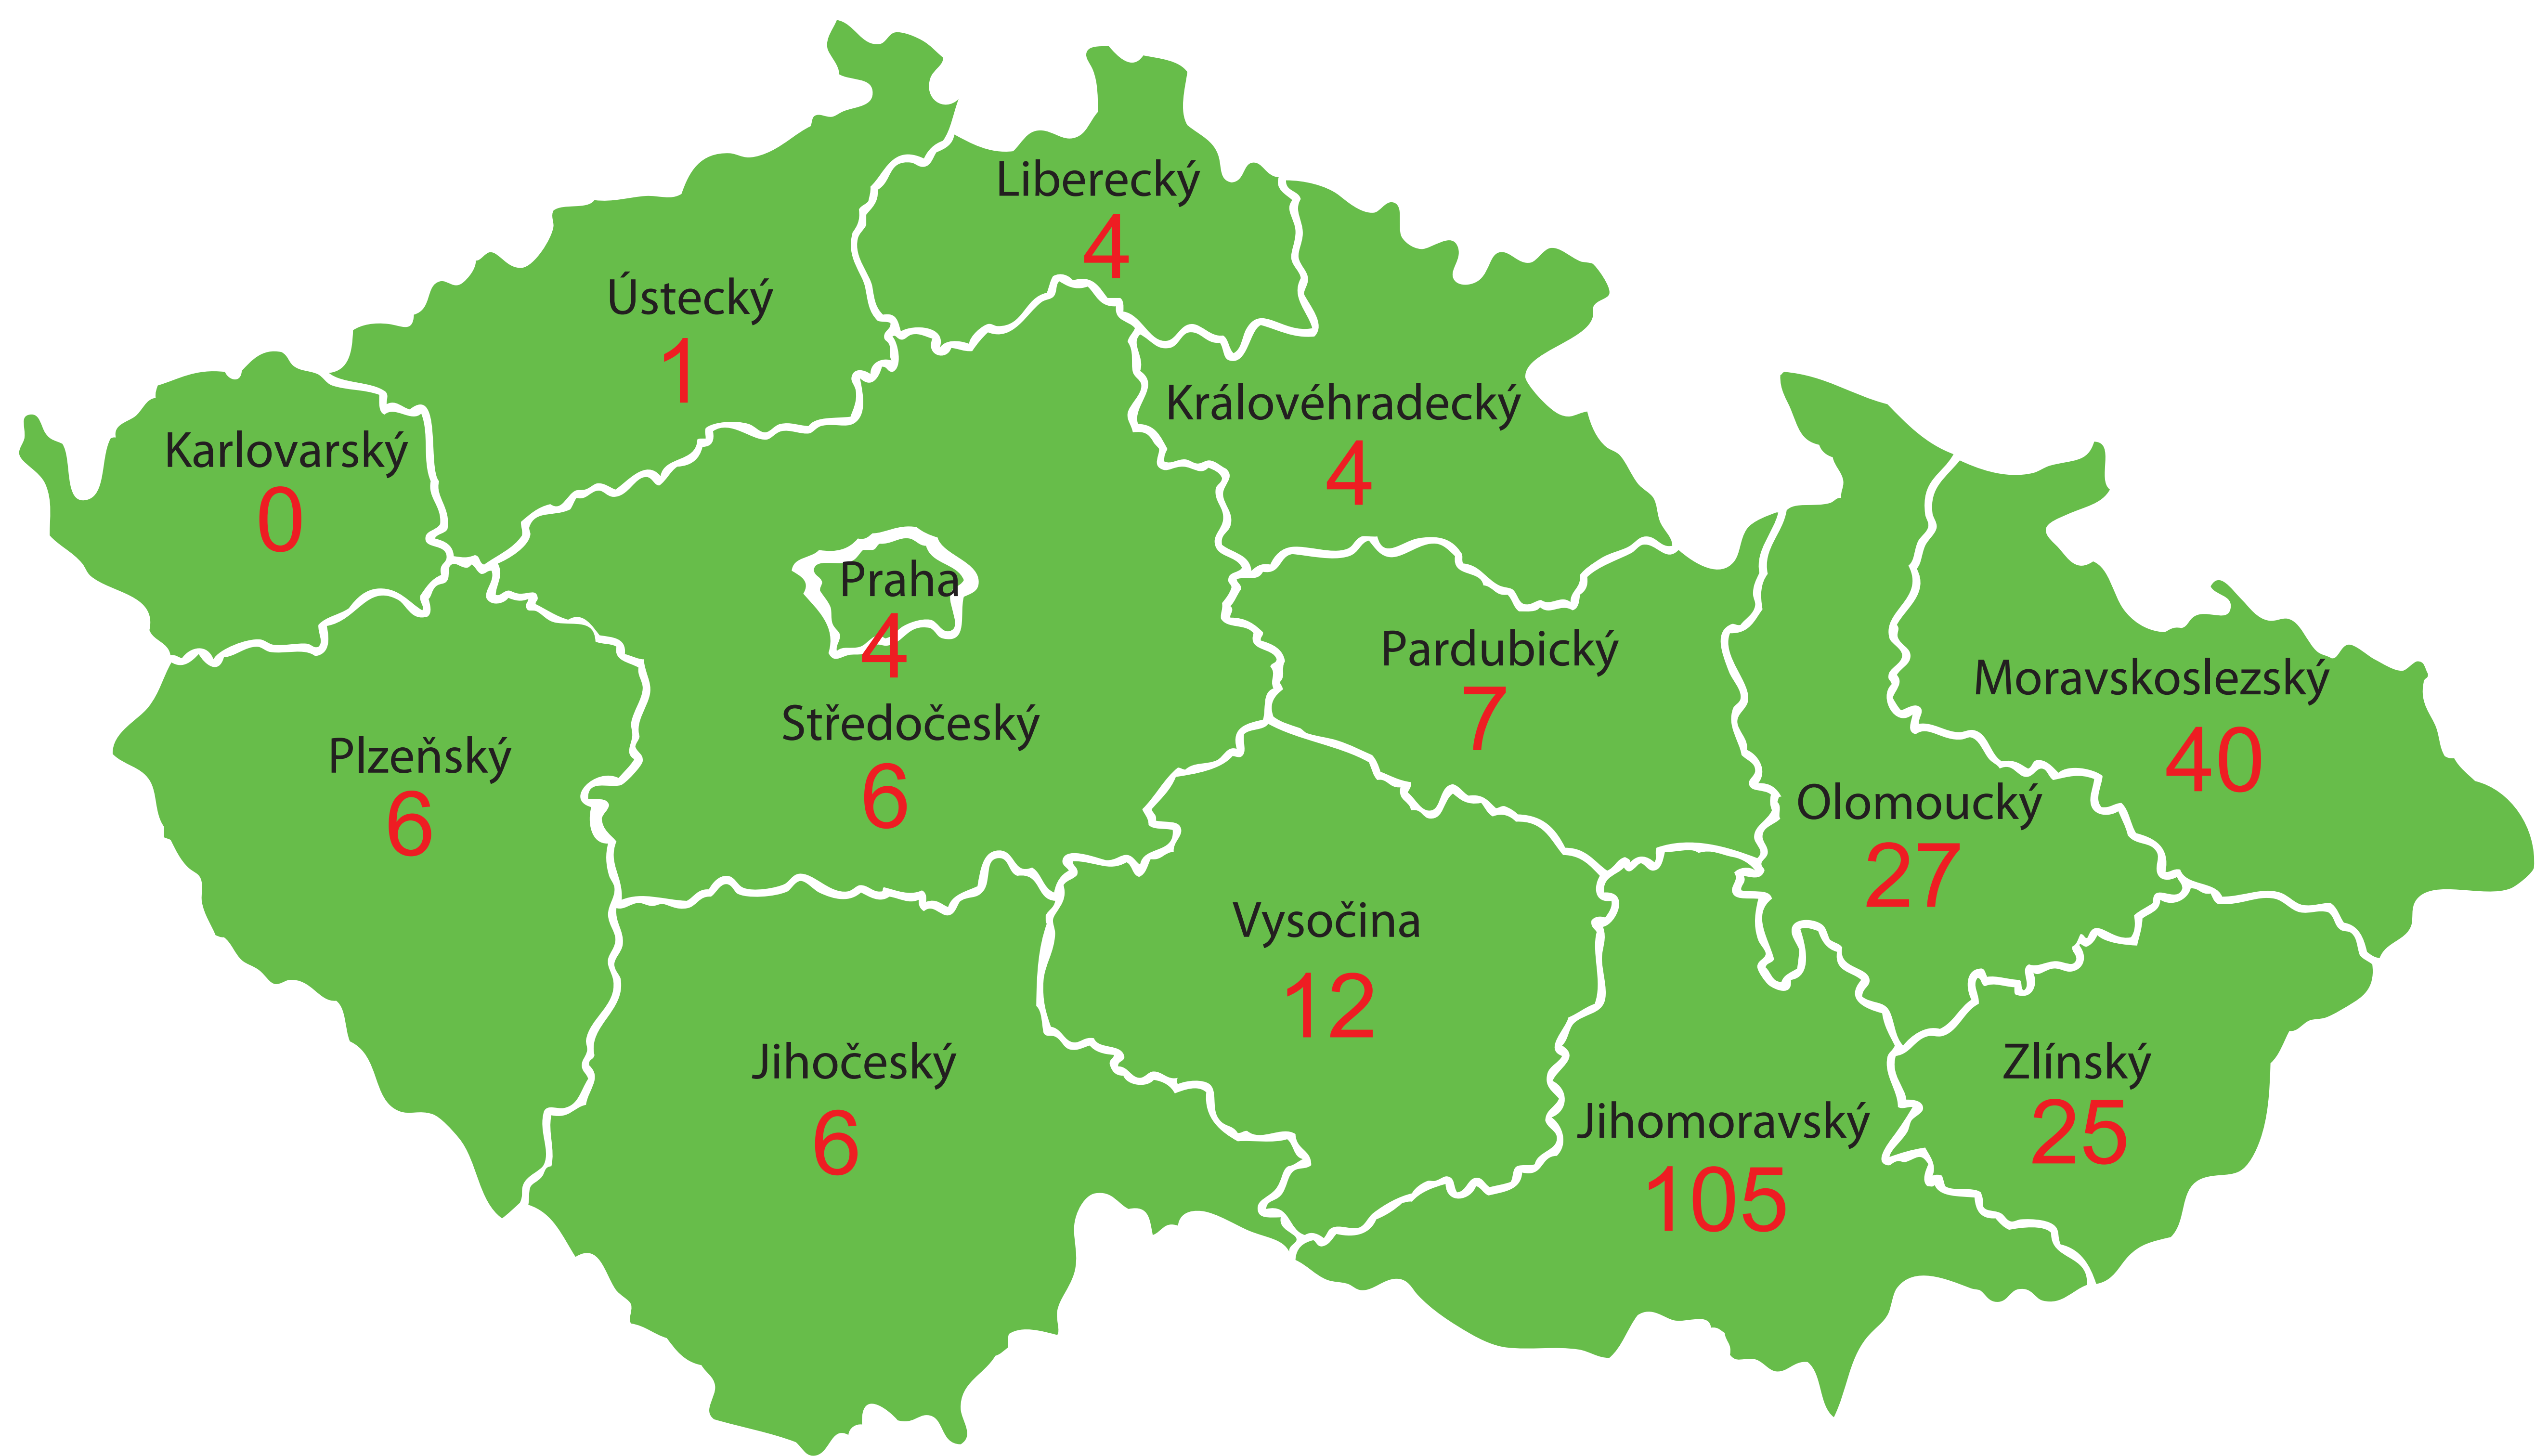 Liberecký
4
Ústecký
1
Královéhradecký
4
Karlovarský
0
Praha
4
Pardubický
7
Moravskoslezský
40
Středočeský
6
Plzeňský
6
Olomoucký
27
Vysočina
12
Jihočeský
6
Zlínský
25
Jihomoravský
105